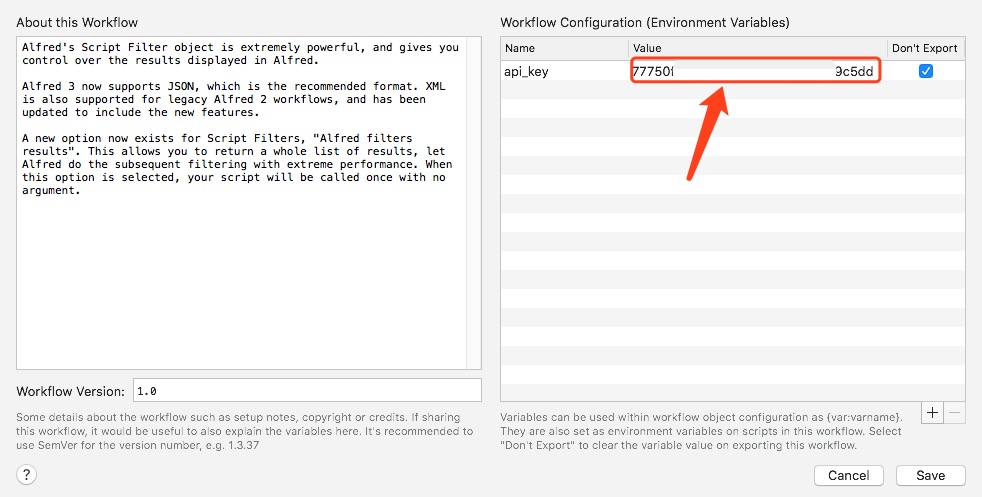 About this Workflow
Alfred's Script Filter object is extremely powerful, and gives you
control over the results displayed in Alfred.
Alfred 3 now supports JSON, which is the recommended format. XML
is also supported for legacy Alfred 2 workflows, and has been
updated to include the new features.
A new option now exists for Script Filters, "Alfred filters
results". This allows you to return a whole list of results, let
Alfred do the subsequent filtering with extreme performance. When
this option is selected, your script will be called once with no
argument.
Workflow Version: 1.0
Some details about the workflow such as setup notes, copyright or credits. If sharing
this workflow, it would be useful to also explain the variables here. It's recommended to
use SemVer for the version number, e.g. 1.3.37
?
Workflow Configuration (Environment Variables)
Name Value Don't Export
api_key 77750f 9c5dd
+ −
Variables can be used within workflow object configuration as {var:varname}.
They are also set as environment variables on scripts in this workflow. Select
"Don't Export" to clear the variable value on exporting this workflow.
Cancel Save